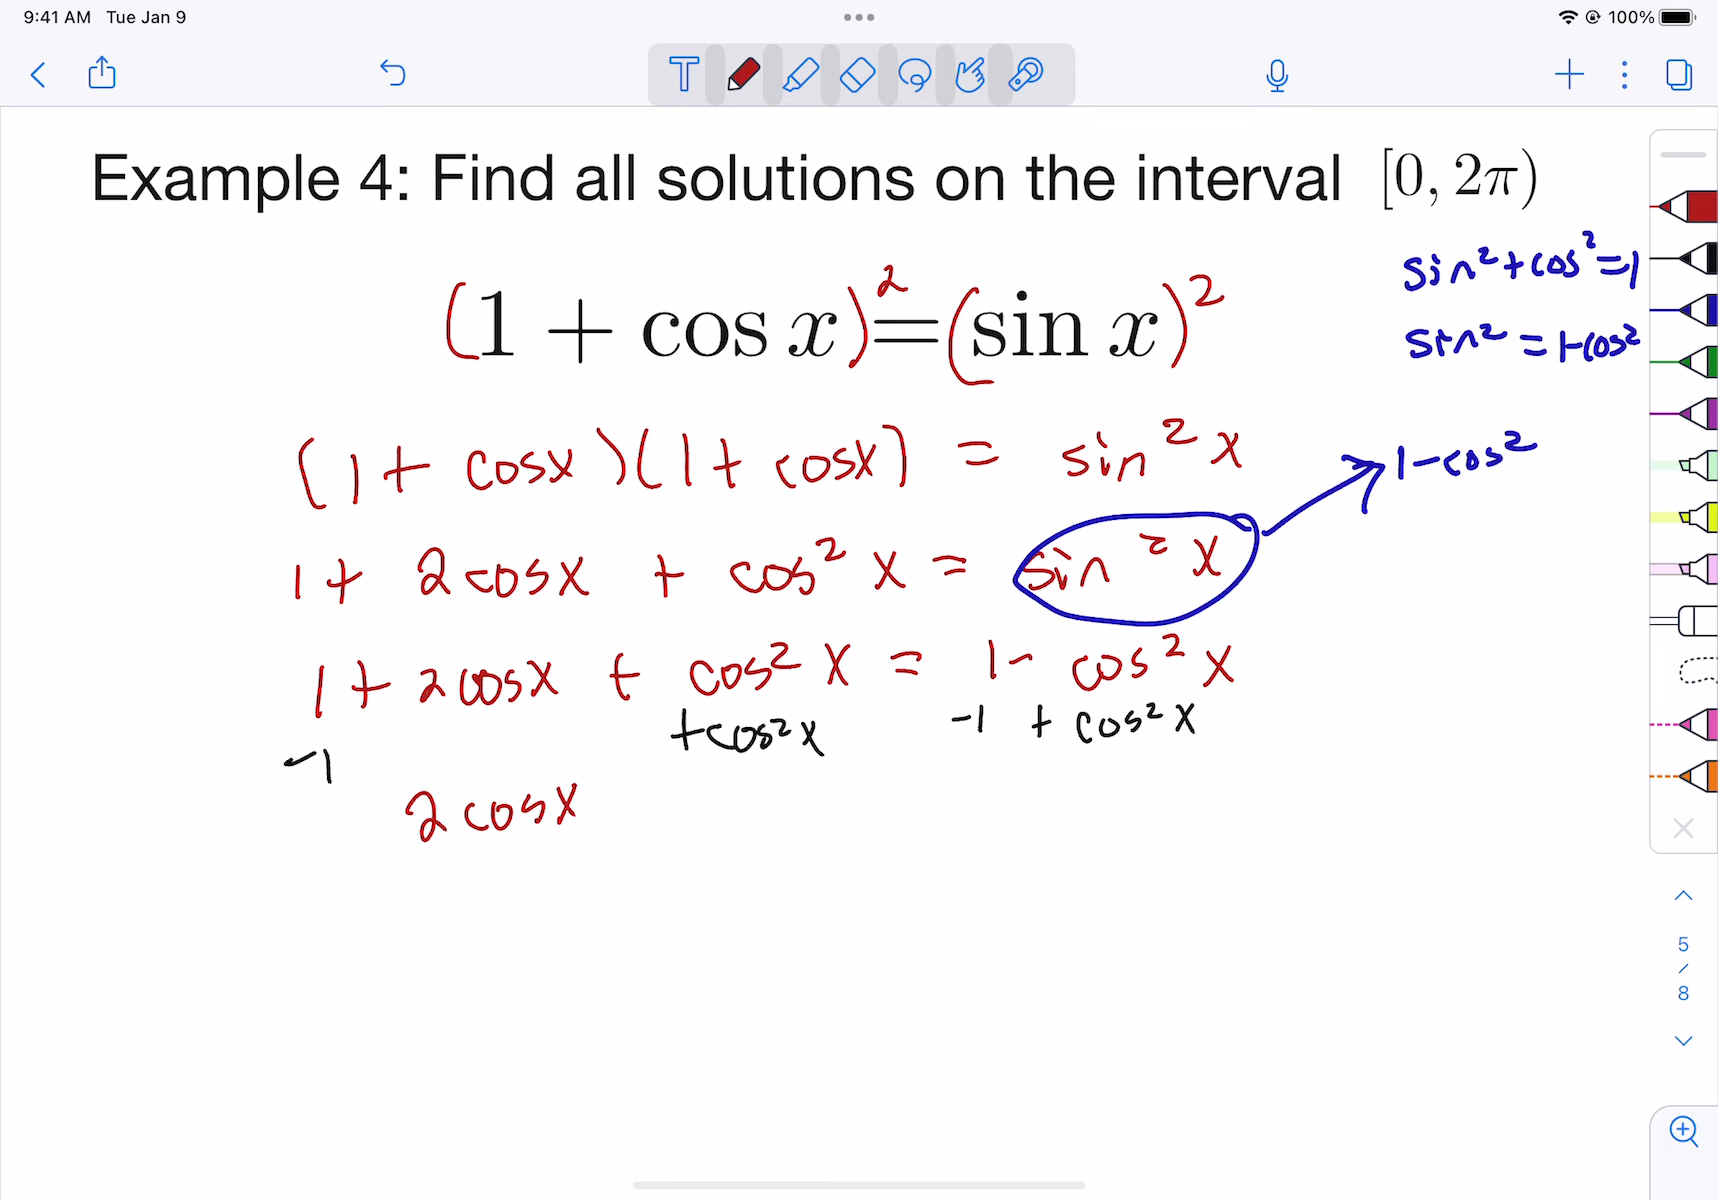 9:41 AM Tue Jan 9
100%
Example 4: Find all solutions on the interval [0, 2π)
sin² + cos² = 1
(1 + cos x)² = (sin x)²
sin² = 1 - cos²
(1 + cosx)(1 + cosx) = sin² x
1 - cos²
1 + 2cosx + cos² x = sin² x
1 + 2cosx + cos² x = 1 - cos² x
-1 + cos² x -1 + cos² x
2cosx
5
/
8